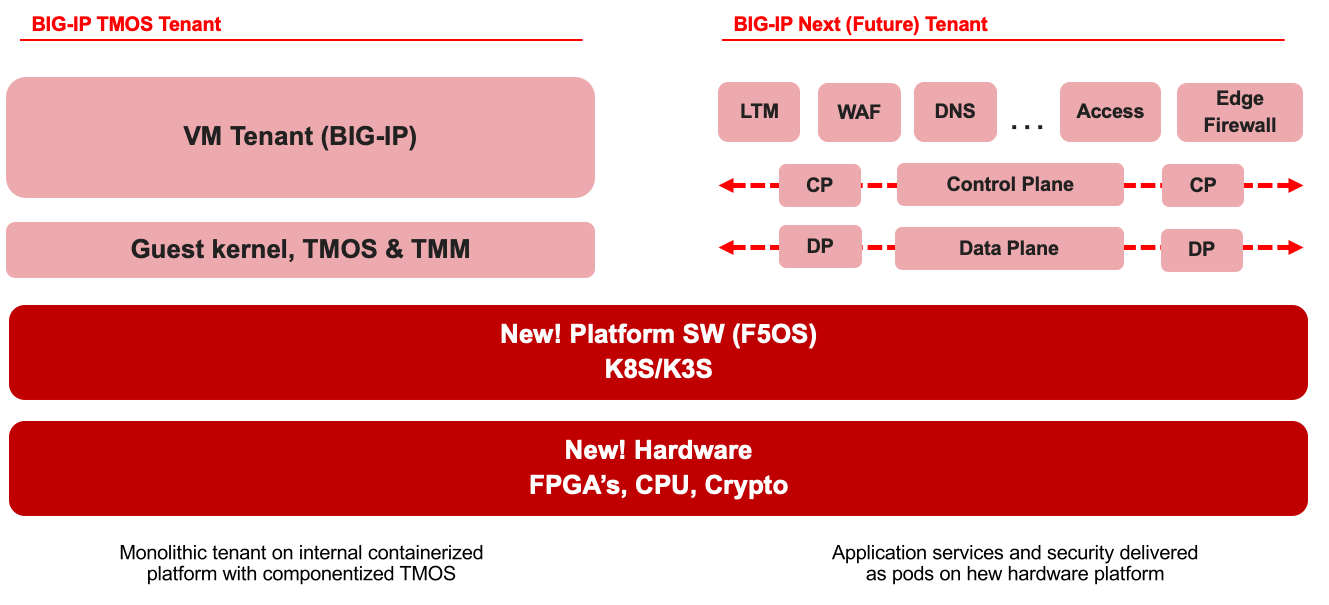 BIG-IP TMOS Tenant
VM Tenant (BIG-IP)
Guest kernel, TMOS & TMM
BIG-IP Next (Future) Tenant
LTM
WAF
DNS
...
Access
Edge
Firewall
CP
Control Plane
CP
DP
Data Plane
DP
New! Platform SW (F5OS)
K8S/K3S
New! Hardware
FPGA’s, CPU, Crypto
Monolithic tenant on internal containerized
platform with componentized TMOS
Application services and security delivered
as pods on hew hardware platform